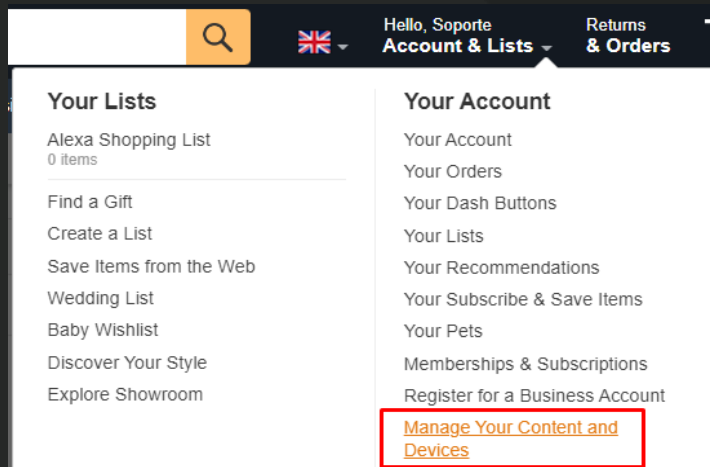 Hello, Soporte
Account & Lists
Returns
& Orders
Your Lists
Alexa Shopping List
0 items
Find a Gift
Create a List
Save Items from the Web
Wedding List
Baby Wishlist
Discover Your Style
Explore Showroom
Your Account
Your Account
Your Orders
Your Dash Buttons
Your Lists
Your Recommendations
Your Subscribe & Save Items
Your Pets
Memberships & Subscriptions
Register for a Business Account
Manage Your Content and
Devices